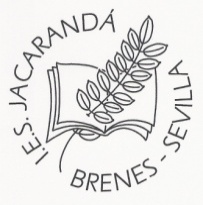 I.E.S. JACARANDÁ
BRENES - SEVILLA